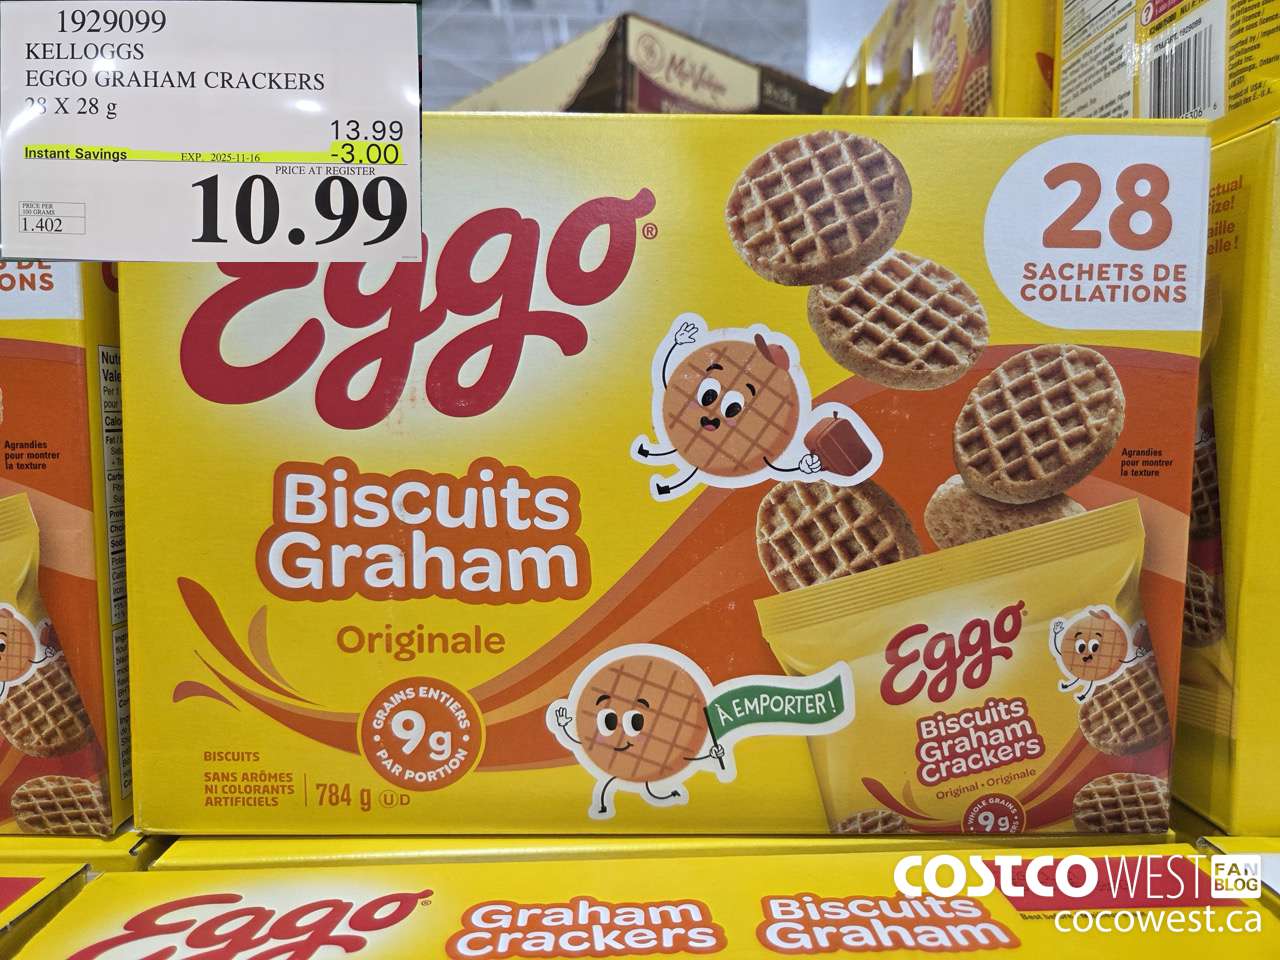 1929099
KELLOGGS
EGGO GRAHAM CRACKERS
28 X 28 g
13.99
Instant Savings EXP. 2025-11-16 -3.00
PRICE AT REGISTER
10.99
PRICE PER
100 GRAMS
1.402
Eggo®
28
SACHETS DE
COLLATIONS
Biscuits
Graham
Originale
GRAINS ENTIERS
9g
PAR PORTION
BISCUITS
SANS ARÔMES
NI COLORANTS
ARTIFICIELS
784 g
À EMPORTER!
Agrandies
pour montrer
la texture
Eggo
Biscuits
Graham
Crackers
Original • Originale
WHOLE GRAINS
9g
ONS
Agrandies
pour montrer
la texture
Eggo
Graham
Crackers
Biscuits
Graham
COSTCO WEST FAN
BLOG
cocowest.ca